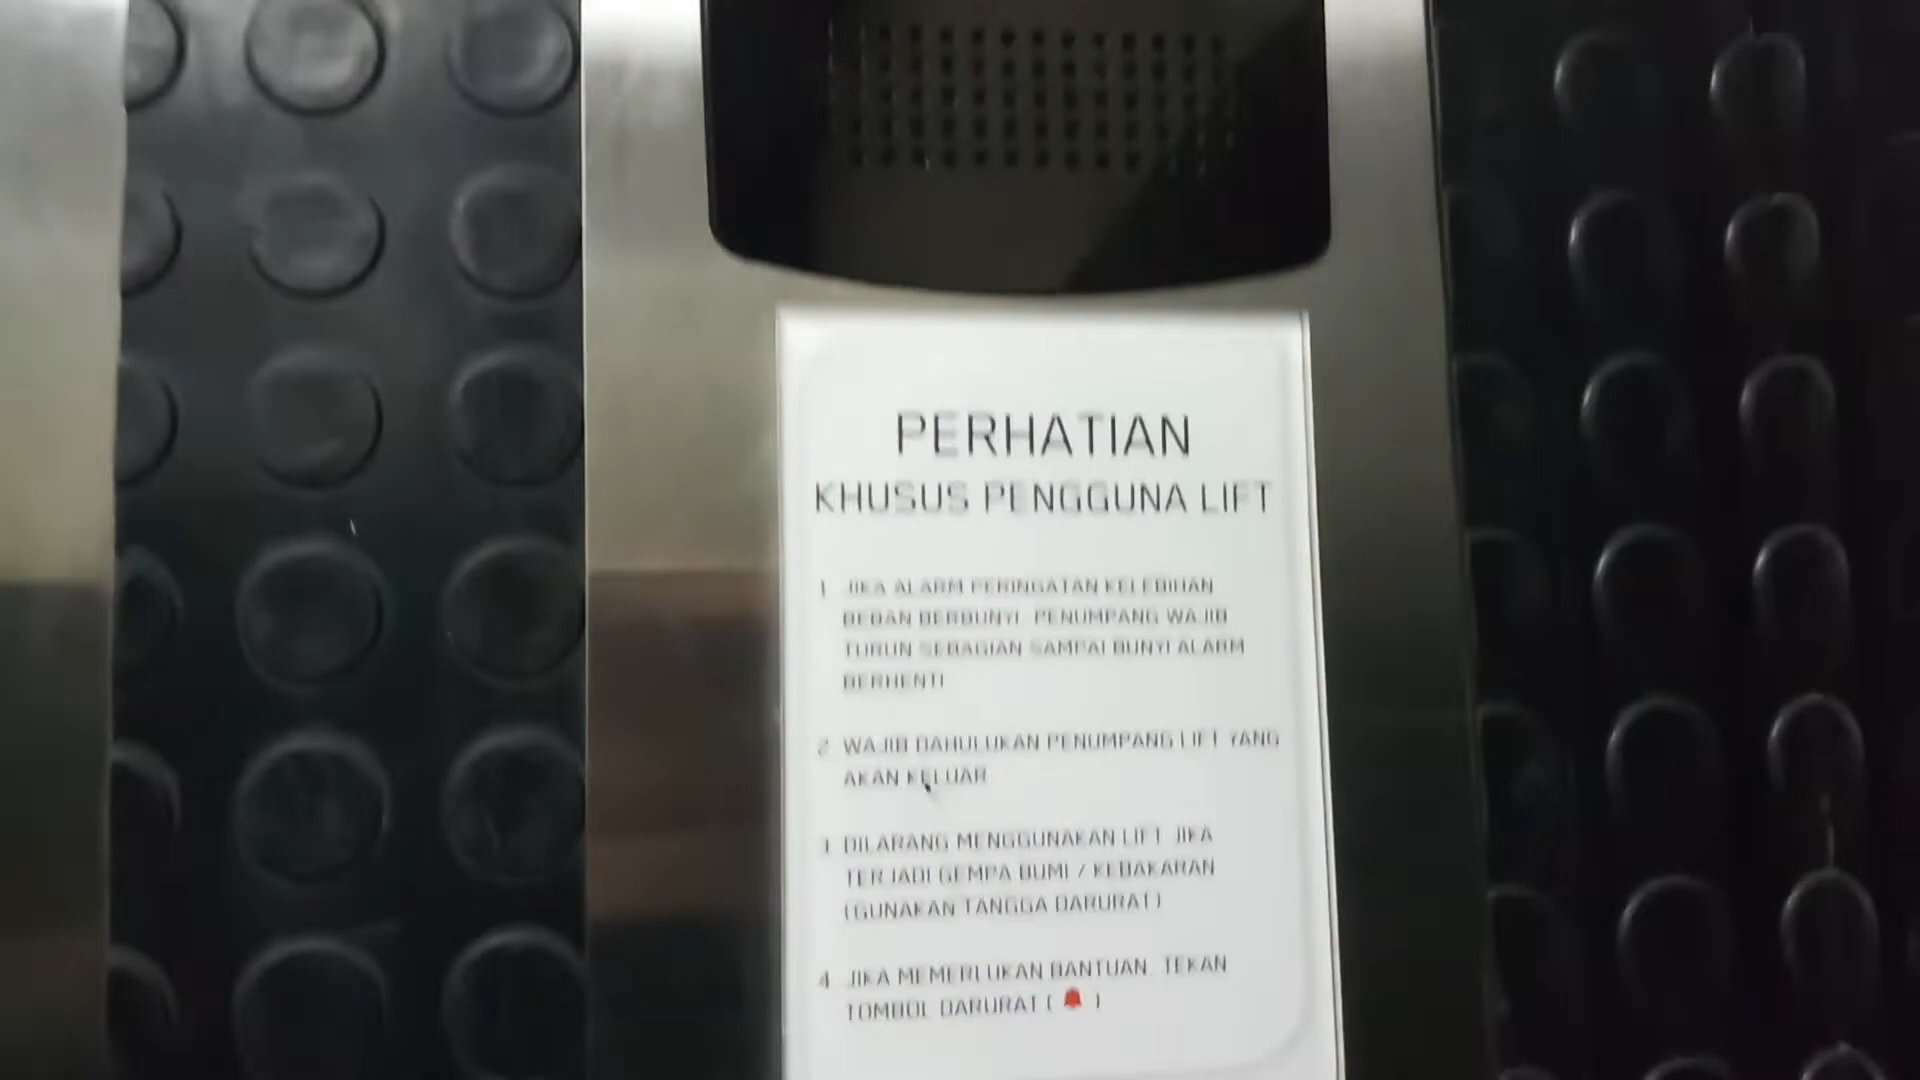 PERHATIAN
KHUSUS PENGGUNA LIFT
1 JIKA ALARM PERINGATAN KELEBIHAN
BEBAN BERBUNYI, PENUMPANG WAJIB
TURUN SEBAGIAN SAMPAI BUNYI ALARM
BERHENTI
2 WAJIB DAHULUKAN PENUMPANG LIFT YANG
AKAN KELUAR
3 DILARANG MENGGUNAKAN LIFT JIKA
TERJADI GEMPA BUMI / KEBAKARAN
(GUNAKAN TANGGA DARURAT)
4 JIKA MEMERLUKAN BANTUAN, TEKAN
TOMBOL DARURAT ( )